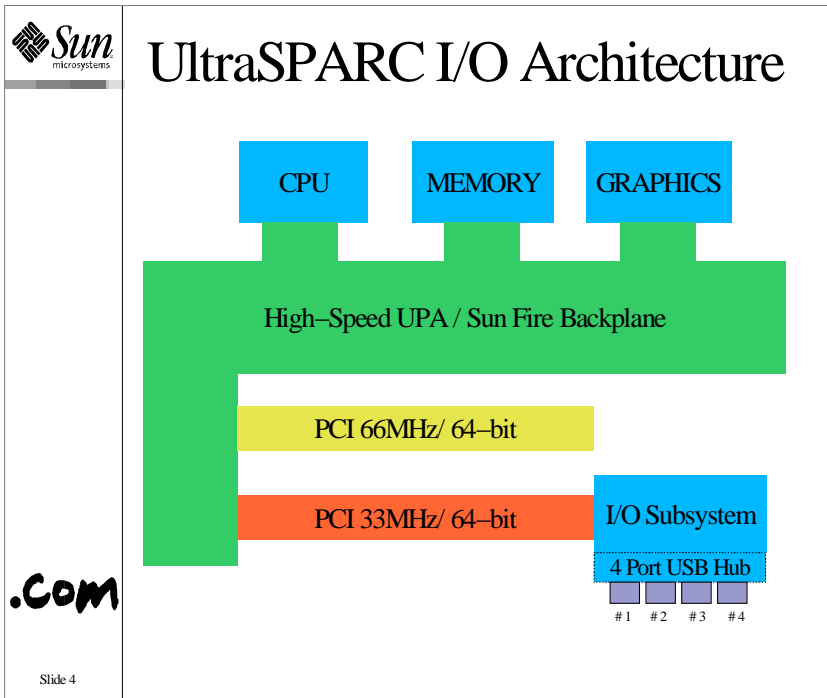 Sun
microsystems
UltraSPARC I/O Architecture
CPU
MEMORY
GRAPHICS
High–Speed UPA / Sun Fire Backplane
PCI 66MHz/ 64–bit
PCI 33MHz/ 64–bit
I/O Subsystem
4 Port USB Hub
#1 #2 #3 #4
.com
Slide 4